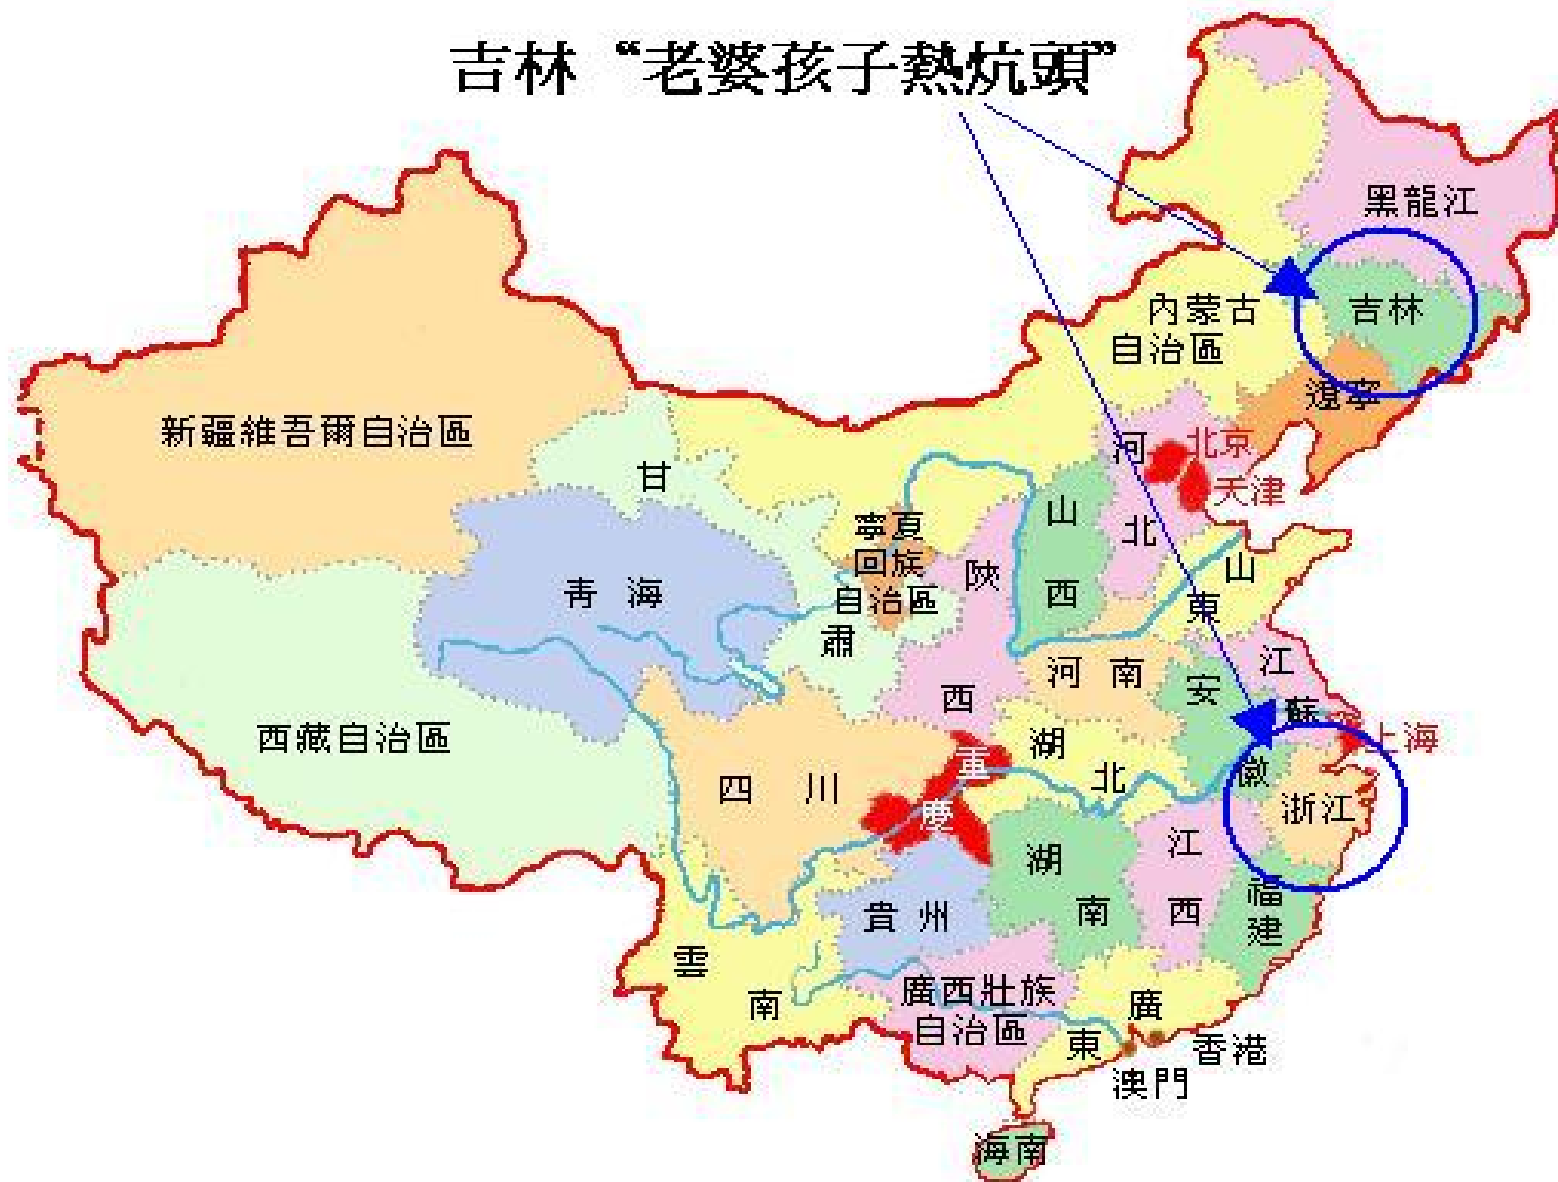 吉林“老婆孩子熱炕頭”
黑龍江
吉林
內蒙古
自治區
遼寧
新疆維吾爾自治區
北京
天津
河
北
甘
肅
山
西
寧夏
回族
自治區
陝
西
青海
山
東
河南
江
蘇
安
徽
上海
西藏自治區
湖
北
重
慶
四川
浙江
湖
南
江
西
福
建
貴州
雲
南
廣西壯族
自治區
廣
東
香港
澳門
海南